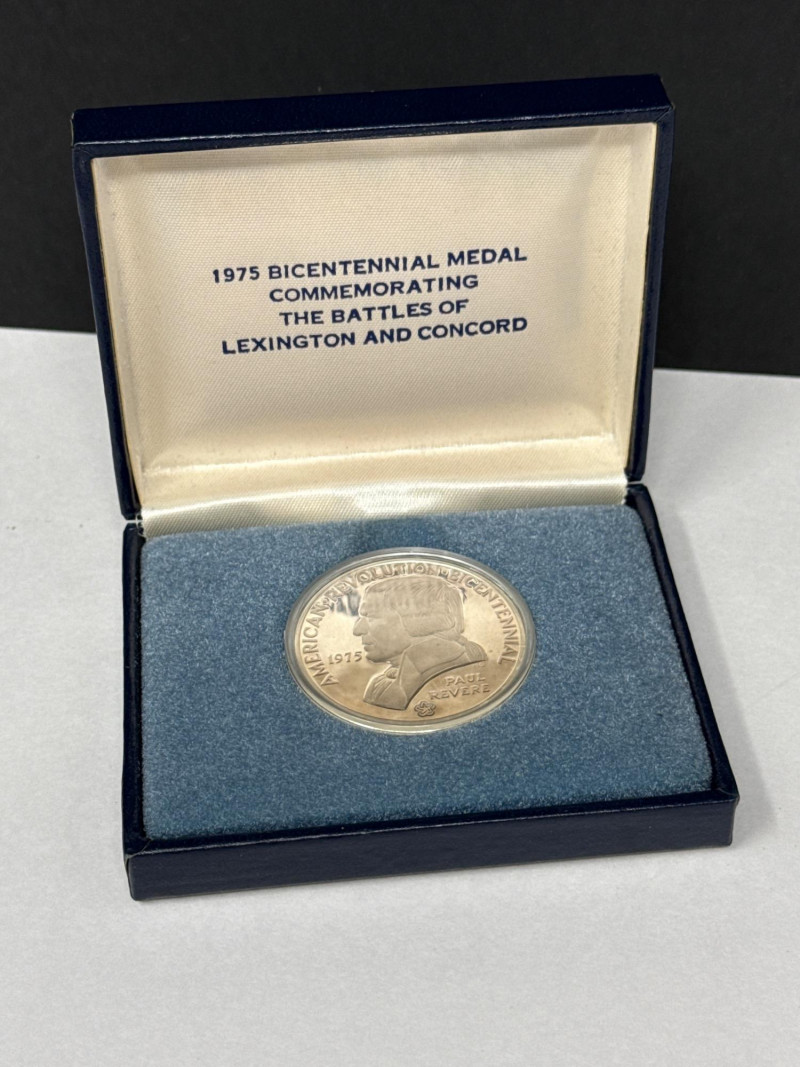 1975 BICENTENNIAL MEDAL
COMMEMORATING
THE BATTLES OF
LEXINGTON AND CONCORD
AMERICAN REVOLUTION BICENTENNIAL
1975
PAUL
REVERE